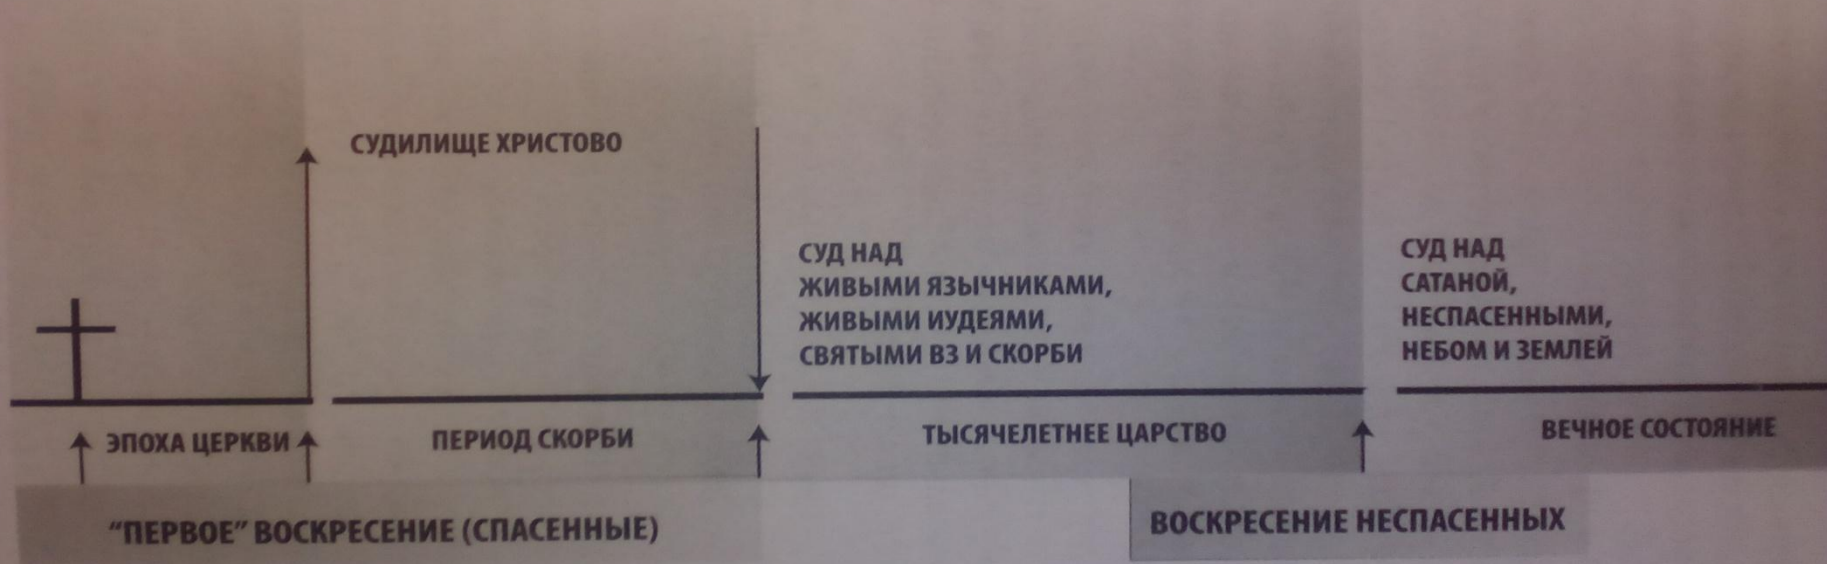 СУДИЛИЩЕ ХРИСТОВО
СУД НАД
ЖИВЫМИ ЯЗЫЧНИКАМИ,
ЖИВЫМИ ИУДЕЯМИ,
СВЯТЫМИ ВЗ И СКОРБИ
СУД НАД
САТАНОЙ,
НЕСПАСЕННЫМИ,
НЕБОМ И ЗЕМЛЕЙ
ЭПОХА ЦЕРКВИ
ПЕРИОД СКОРБИ
ТЫСЯЧЕЛЕТНЕЕ ЦАРСТВО
ВЕЧНОЕ СОСТОЯНИЕ
“ПЕРВОЕ” ВОСКРЕСЕНИЕ (СПАСЕННЫЕ)
ВОСКРЕСЕНИЕ НЕСПАСЕННЫХ